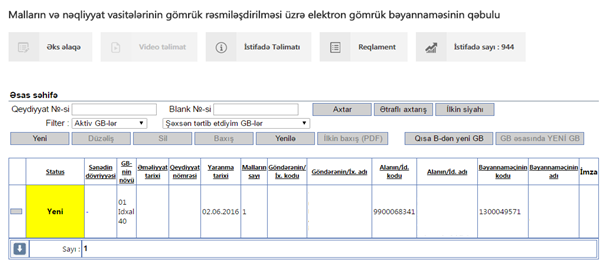 Malların və nəqliyyat vasitələrinin gömrük rəsmiləşdirilməsi üzrə elektron gömrük bəyannaməsinin qəbulu
Əks əlaqə
Video təlimat
İstifadə Təlimatı
Reqlament
İstifadə sayı : 944
Əsas səhifə
Qeydiyyat №-si
Blank №-si
Axtar
Ətraflı axtarış
İlkin siyahı
Filter :
Aktiv GB-lər
Şəxsən tərtib etdiyim GB-lər
Yeni
Düzəliş
Sil
Baxış
Yenilə
İlkin baxış (PDF)
Qısa B-dən yeni GB
GB əsasında YENİ GB
Status
Sənədin dövriyyəsi
GB-nin növü
Əməliyyat tarixi
Qeydiyyat nömrəsi
Yaranma tarixi
Malların sayı
Göndərənin/İx. kodu
Göndərənin/İx. adı
Alanın/İd. kodu
Alanın/İd. adı
Bəyannaməçinin kodu
Bəyannaməçinin adı
İmza
Yeni
-
01
İdxal
40
02.06.2016
1
9900068341
1300049571
Sayı : 1